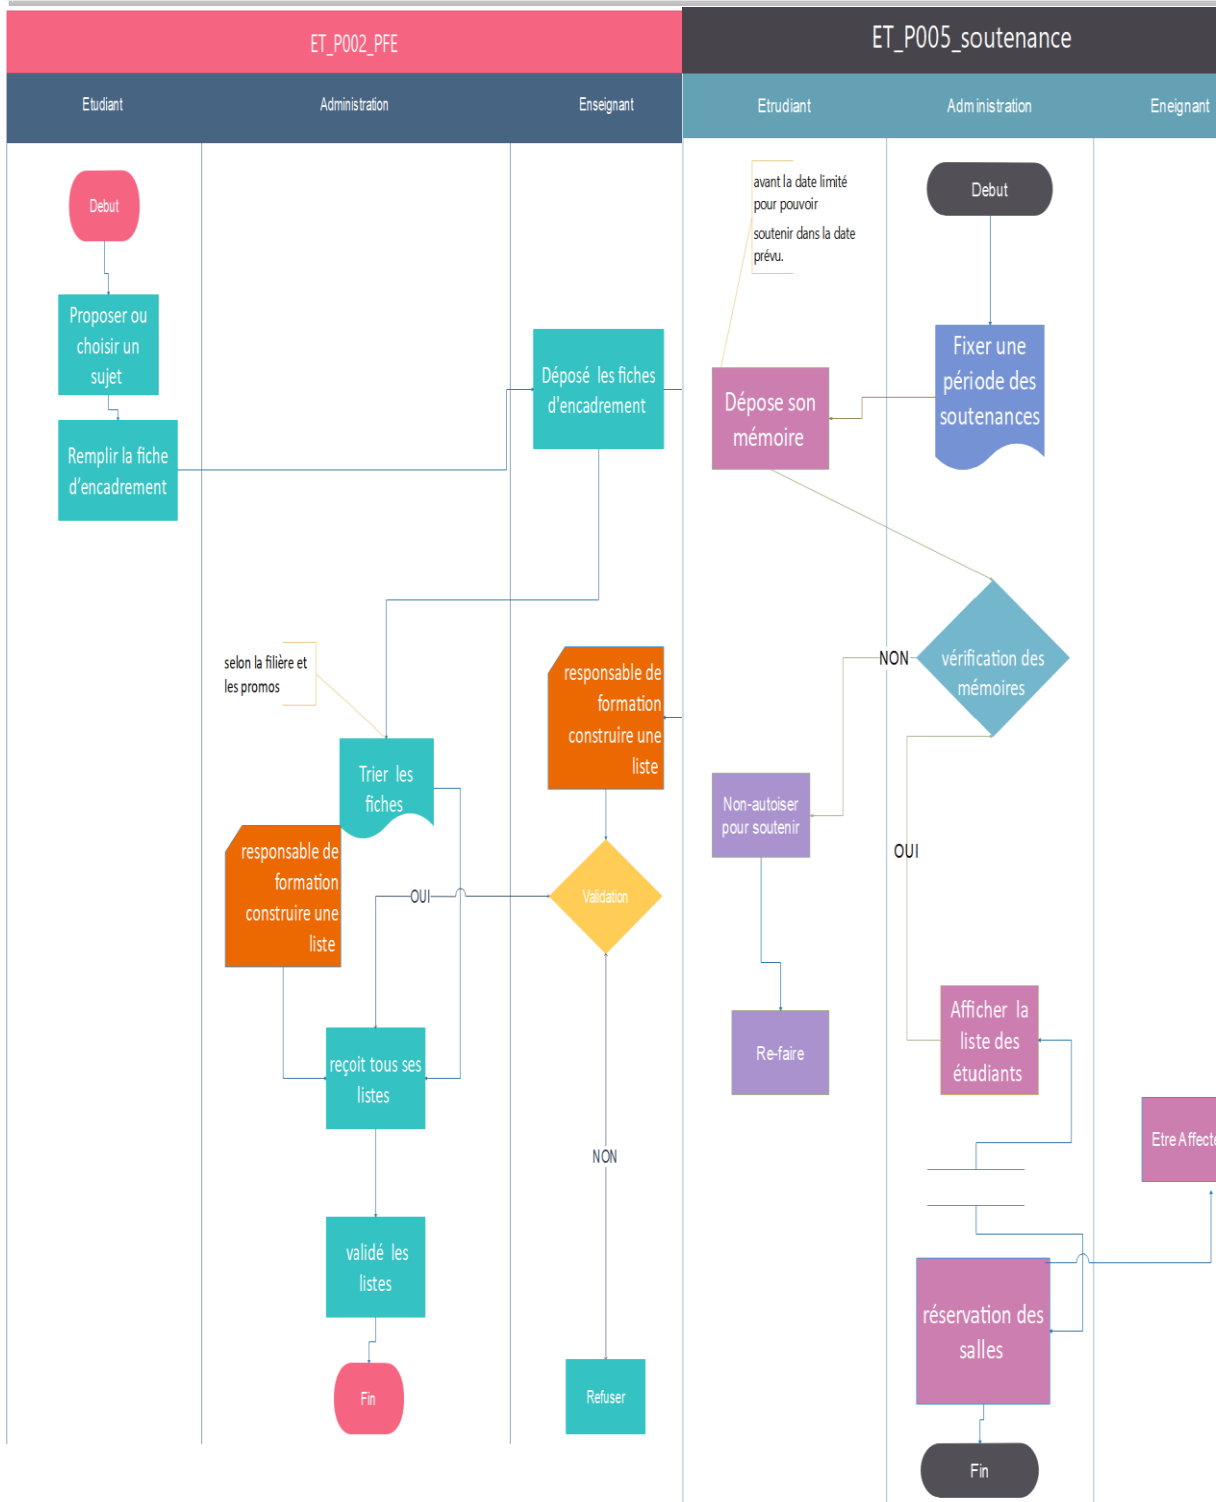 ET_P002_PFE
Etudiant
Administration
Enseignant
Debut
Proposer ou
choisir un
sujet
Remplir la fiche
d'encadrement
Déposé les fiches
d'encadrement
selon la filière et
les promos
Trier les
fiches
responsable de
formation
construire une
liste
responsable de
formation
construire une
liste
Validation
OUI
reçoit tous ses
listes
NON
validé les
listes
Fin
Refuser
ET_P005_soutenance
Etrudiant
Administration
Eneignant
avant la date limité
pour pouvoir
soutenir dans la date
prévu.
Debut
Fixer une
période des
soutenances
Dépose son
mémoire
NON
vérification des
mémoires
Non-autoiser
pour soutenir
OUI
Re-faire
Afficher la
liste des
étudiants
Etre Affecte
réservation des
salles
Fin